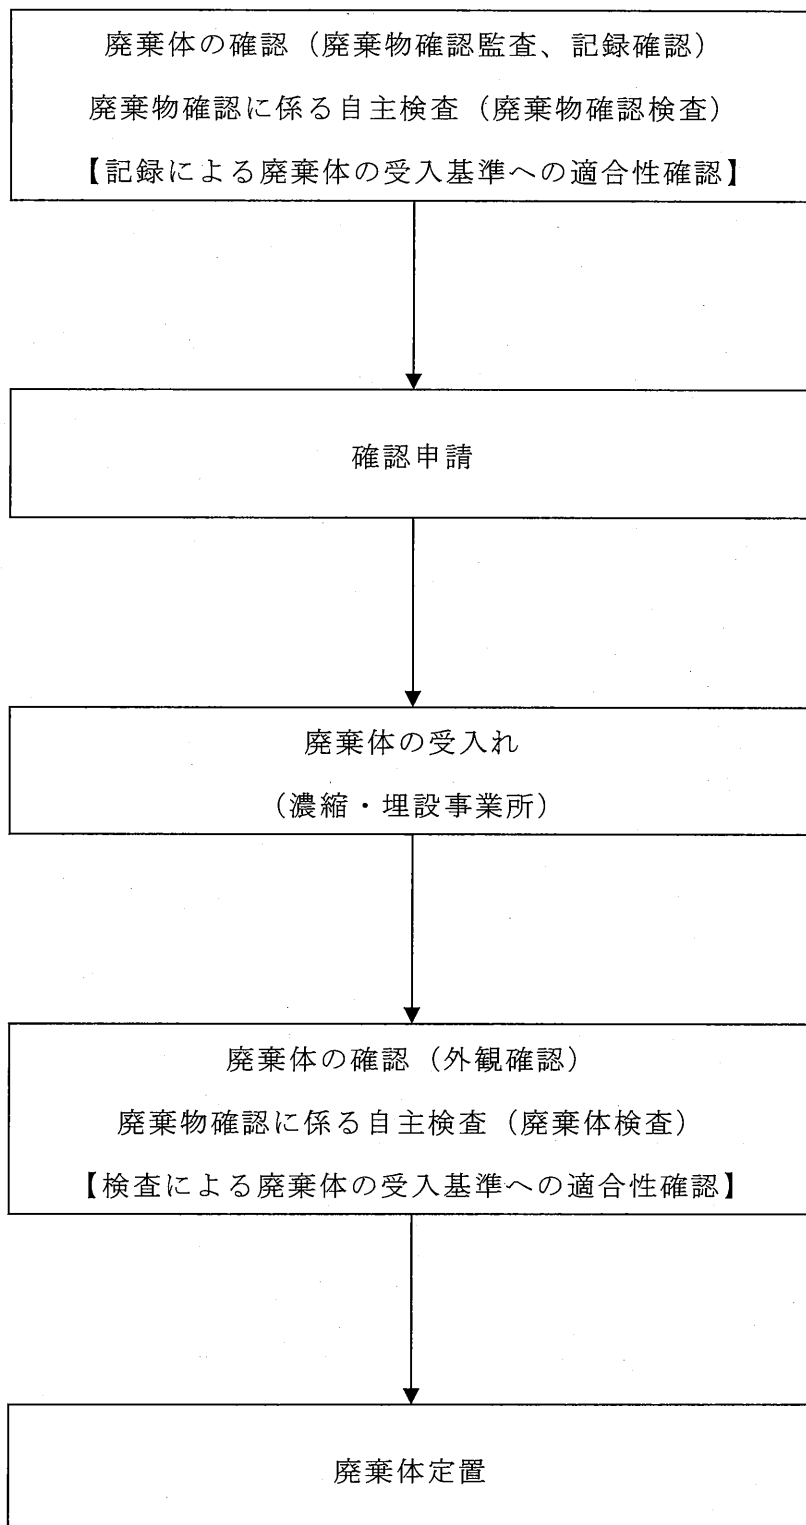 廃棄体の確認（廃棄物確認監査、記録確認）
廃棄物確認に係る自主検査（廃棄物確認検査）
【記録による廃棄体の受入基準への適合性確認】
確認申請
廃棄体の受入れ
（濃縮・埋設事業所）
廃棄体の確認（外観確認）
廃棄物確認に係る自主検査（廃棄体検査）
【検査による廃棄体の受入基準への適合性確認】
廃棄体定置